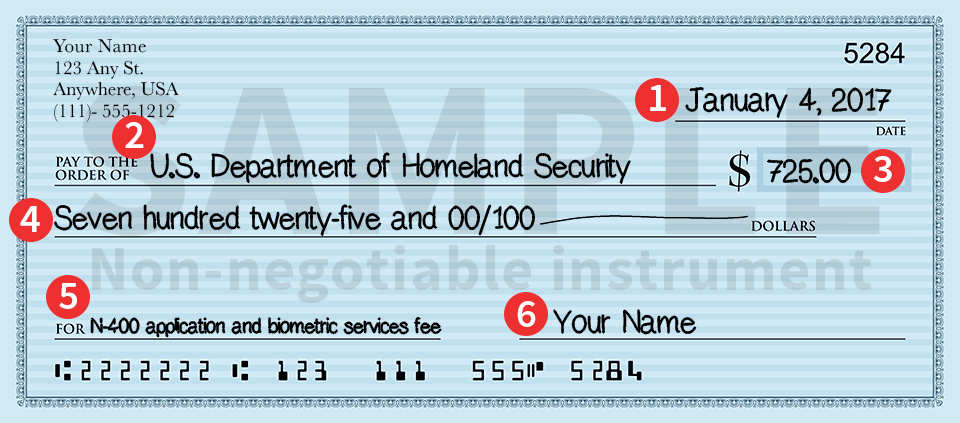 Your Name
5284
123 Any St.
Anywhere, USA
(111)- 555-1212
1 January 4, 2017
DATE
SAMPLE
2
PAY TO THE
ORDER OF
U.S. Department of Homeland Security $ 725.00 3
4 Seven hundred twenty-five and 00/100 DOLLARS
Non-negotiable instrument
5
FOR N-400 application and biometric services fee
6 Your Name
⑆2222222⑆ 123 111 555⑈ 5284